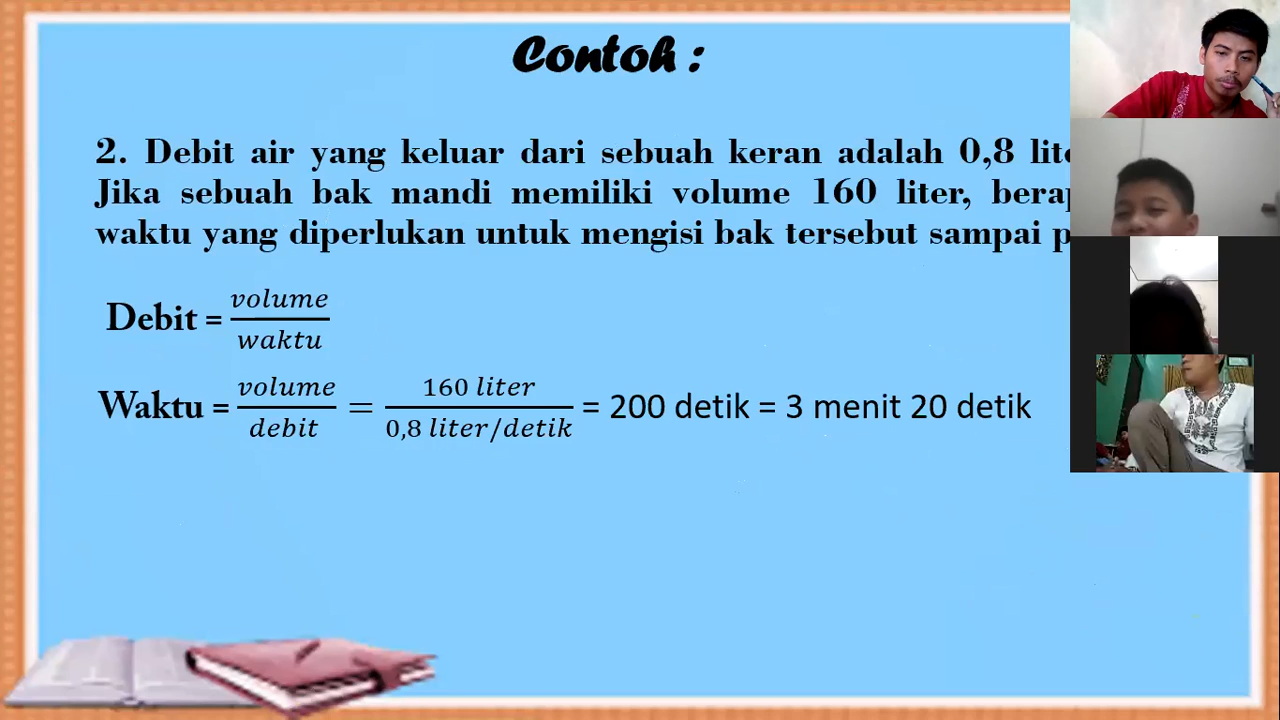 Contoh :
2. Debit air yang keluar dari sebuah keran adalah 0,8
Jika sebuah bak mandi memiliki volume 160 liter,
waktu yang diperlukan untuk mengisi bak tersebut sampai
Debit = volume/waktu
Waktu = volume/debit = 160 liter/0,8 liter/detik = 200 detik = 3 menit 20 detik